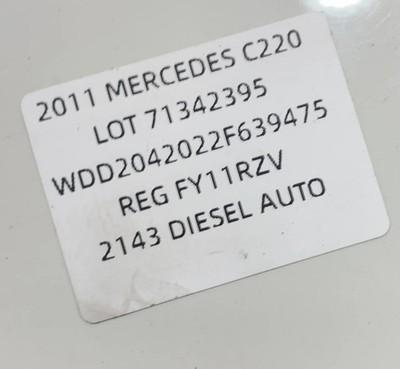 2011 MERCEDES C220
LOT 71342395
WDD2042022F639475
REG FY11RZV
2143 DIESEL AUTO